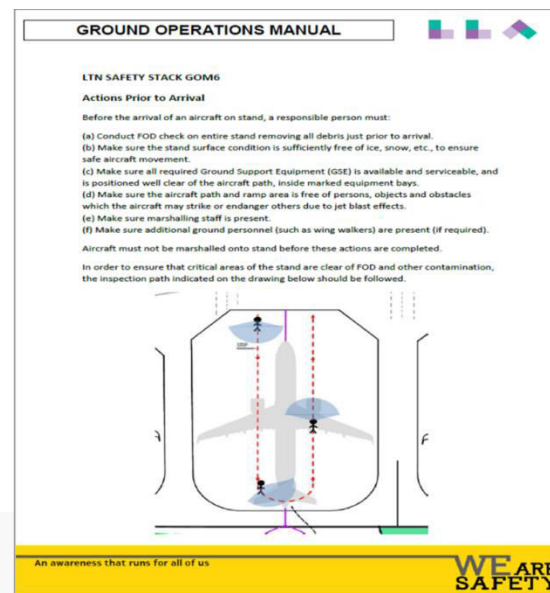 GROUND OPERATIONS MANUAL
LLA
LTN SAFETY STACK GOM6
Actions Prior to Arrival
Before the arrival of an aircraft on stand, a responsible person must:
(a) Conduct FOD check on entire stand removing all debris just prior to arrival.
(b) Make sure the stand surface condition is sufficiently free of ice, snow, etc., to ensure
safe aircraft movement.
(c) Make sure all required Ground Support Equipment (GSE) is available and serviceable, and
is positioned well clear of the aircraft path, inside marked equipment bays.
(d) Make sure the aircraft path and ramp area is free of persons, objects and obstacles
which the aircraft may strike or endanger others due to jet blast effects.
(e) Make sure marshalling staff is present.
(f) Make sure additional ground personnel (such as wing walkers) are present (if required).
Aircraft must not be marshalled onto stand before these actions are completed.
In order to ensure that critical areas of the stand are clear of FOD and other contamination,
the inspection path indicated on the drawing below should be followed.
An awareness that runs for all of us
WE ARE
SAFETY